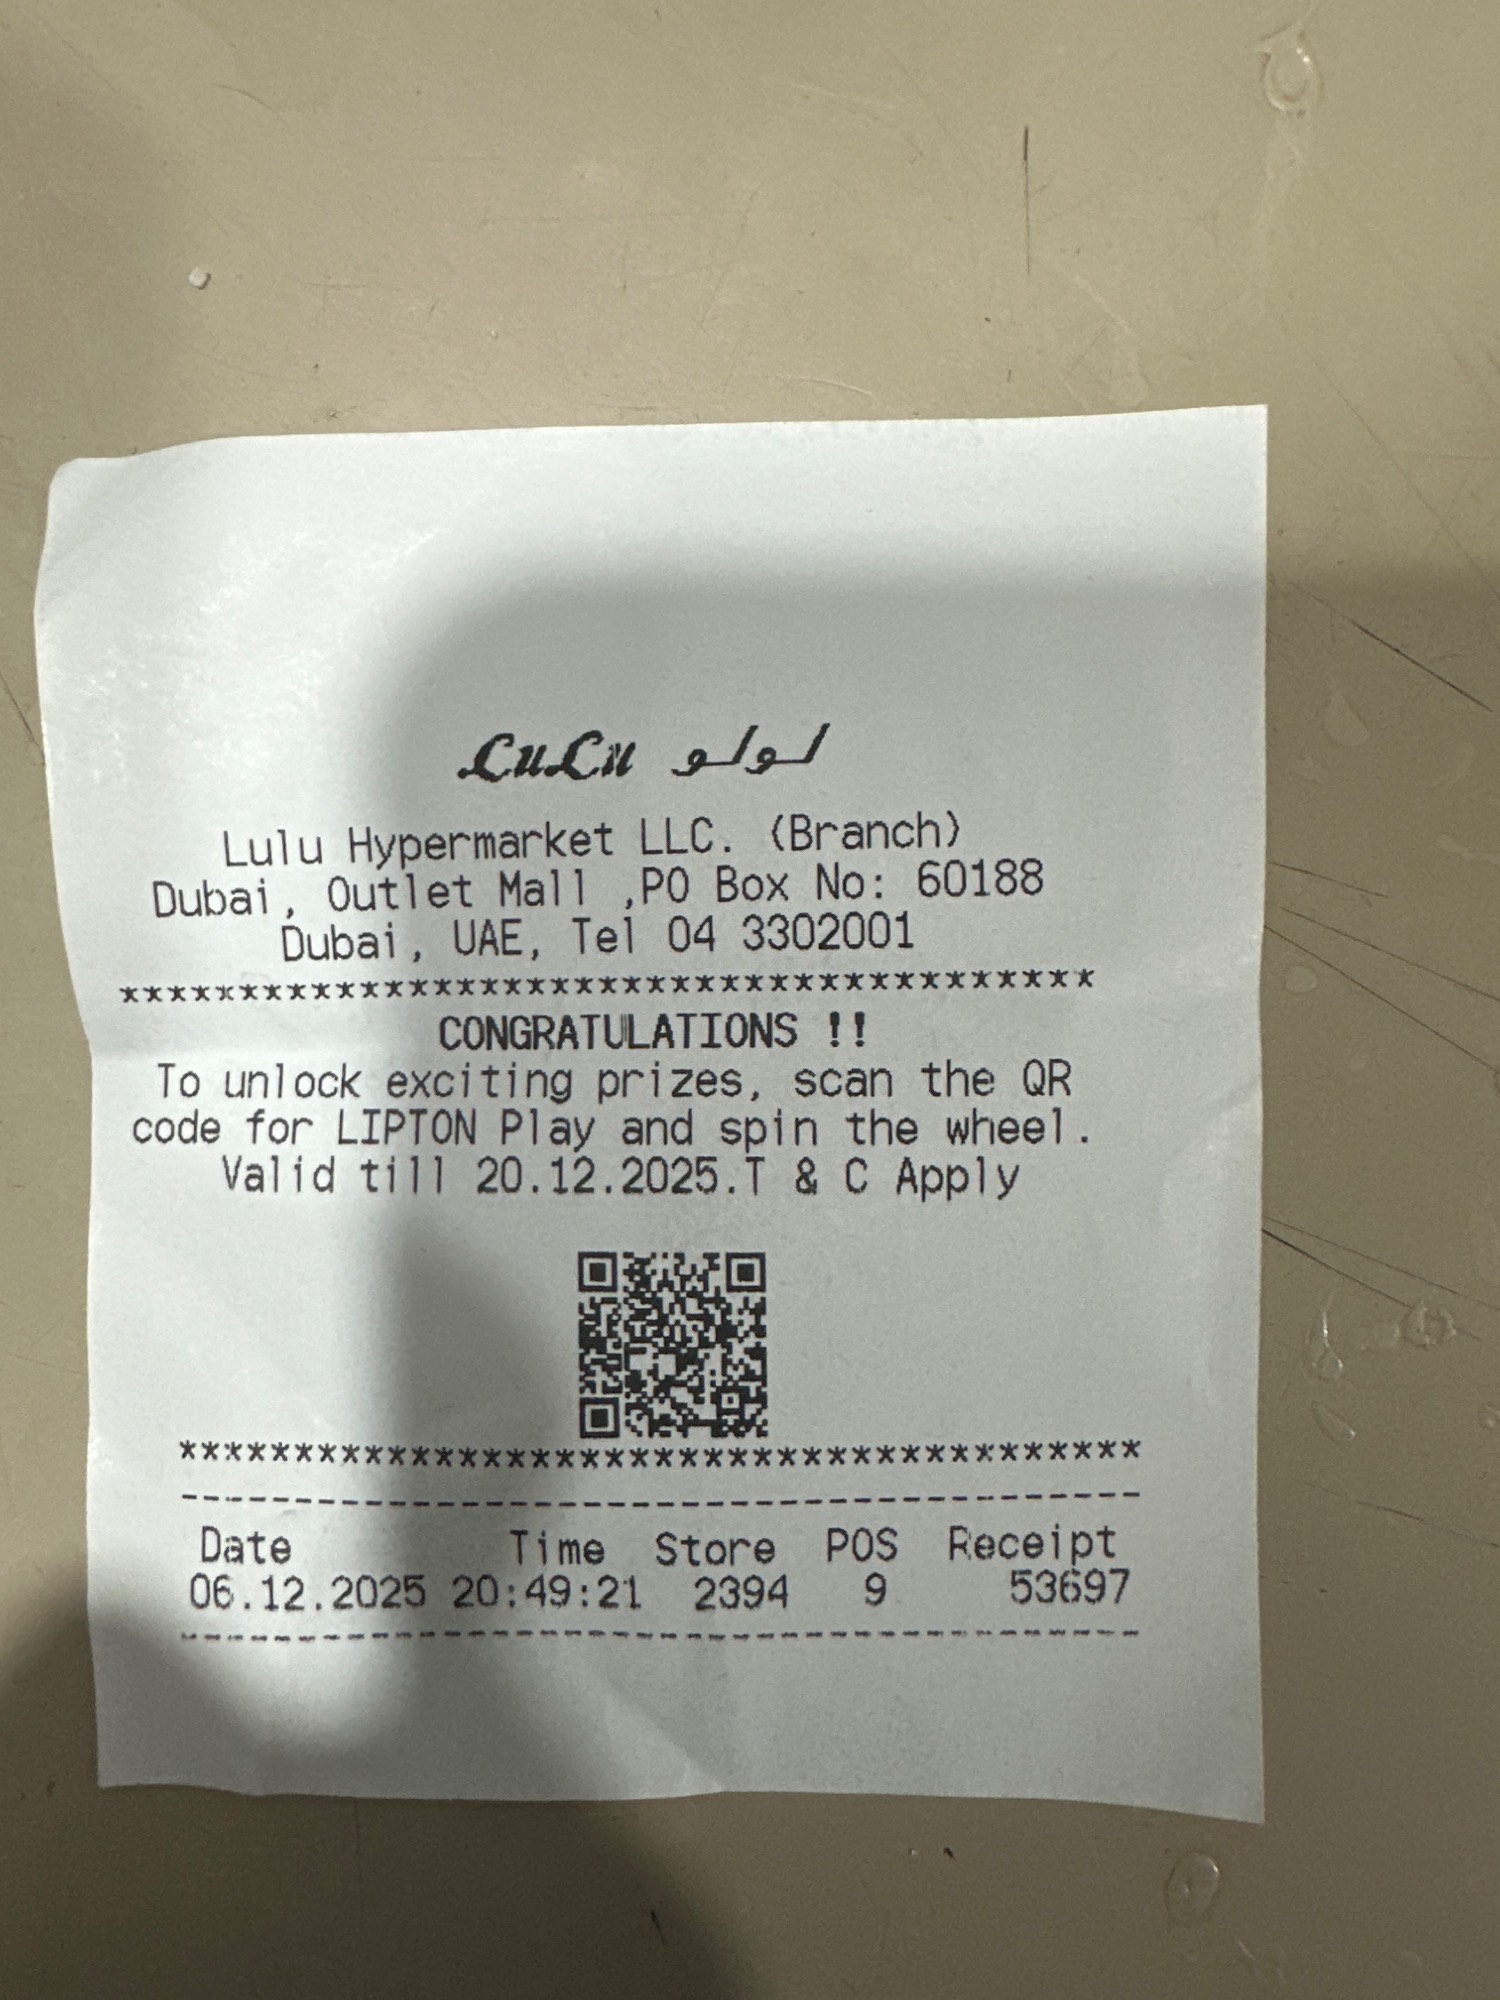 LuLu لولو
Lulu Hypermarket LLC. (Branch)
Dubai, Outlet Mall ,PO Box No: 60188
Dubai, UAE, Tel 04 3302001
*****************************************
CONGRATULATIONS !!
To unlock exciting prizes, scan the QR
code for LIPTON Play and spin the wheel.
Valid till 20.12.2025.T & C Apply
*****************************************
----------------------------------------
Date Time Store POS Receipt
06.12.2025 20:49:21 2394 9 53697
----------------------------------------